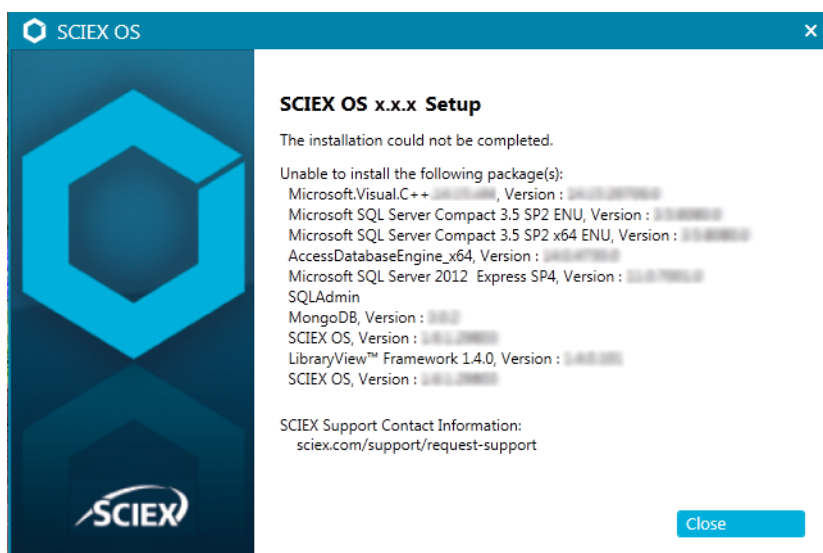 SCIEX OS
SCIEX OS x.x.x Setup
The installation could not be completed.
Unable to install the following package(s):
Microsoft.Visual.C++ , Version :
Microsoft SQL Server Compact 3.5 SP2 ENU, Version :
Microsoft SQL Server Compact 3.5 SP2 x64 ENU, Version :
AccessDatabaseEngine_x64, Version :
Microsoft SQL Server 2012 Express SP4, Version :
SQLAdmin
MongoDB, Version :
SCIEX OS, Version :
LibraryView™ Framework 1.4.0, Version :
SCIEX OS, Version :
SCIEX Support Contact Information:
sciex.com/support/request-support
SCIEX
Close